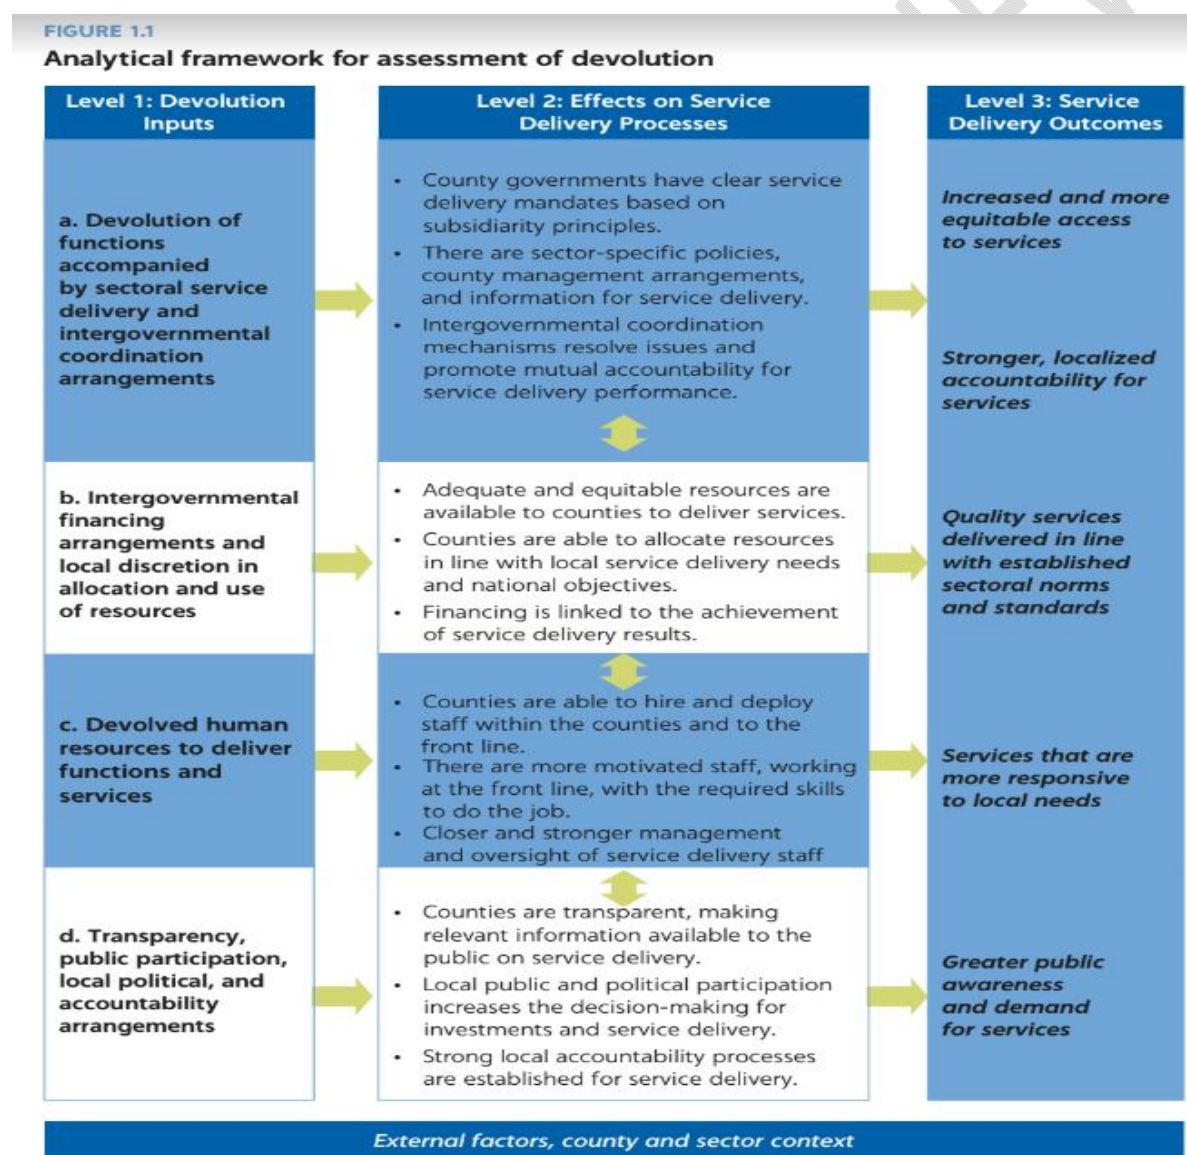 FIGURE 1.1
Analytical framework for assessment of devolution
Level 1: Devolution
Inputs
Level 2: Effects on Service
Delivery Processes
Level 3: Service
Delivery Outcomes
a. Devolution of
functions
accompanied
by sectoral service
delivery and
intergovernmental
coordination
arrangements
• County governments have clear service
delivery mandates based on
subsidiarity principles.
• There are sector-specific policies,
county management arrangements,
and information for service delivery.
• Intergovernmental coordination
mechanisms resolve issues and
promote mutual accountability for
service delivery performance.
Increased and more
equitable access
to services
Stronger, localized
accountability for
services
b. Intergovernmental
financing
arrangements and
local discretion in
allocation and use
of resources
• Adequate and equitable resources are
available to counties to deliver services.
• Counties are able to allocate resources
in line with local service delivery needs
and national objectives.
• Financing is linked to the achievement
of service delivery results.
Quality services
delivered in line
with established
sectoral norms
and standards
c. Devolved human
resources to deliver
functions and
services
• Counties are able to hire and deploy
staff within the counties and to the
front line.
• There are more motivated staff, working
at the front line, with the required skills
to do the job.
• Closer and stronger management
and oversight of service delivery staff
Services that are
more responsive
to local needs
d. Transparency,
public participation,
local political, and
accountability
arrangements
• Counties are transparent, making
relevant information available to the
public on service delivery.
• Local public and political participation
increases the decision-making for
investments and service delivery.
• Strong local accountability processes
are established for service delivery.
Greater public
awareness
and demand
for services
External factors, county and sector context